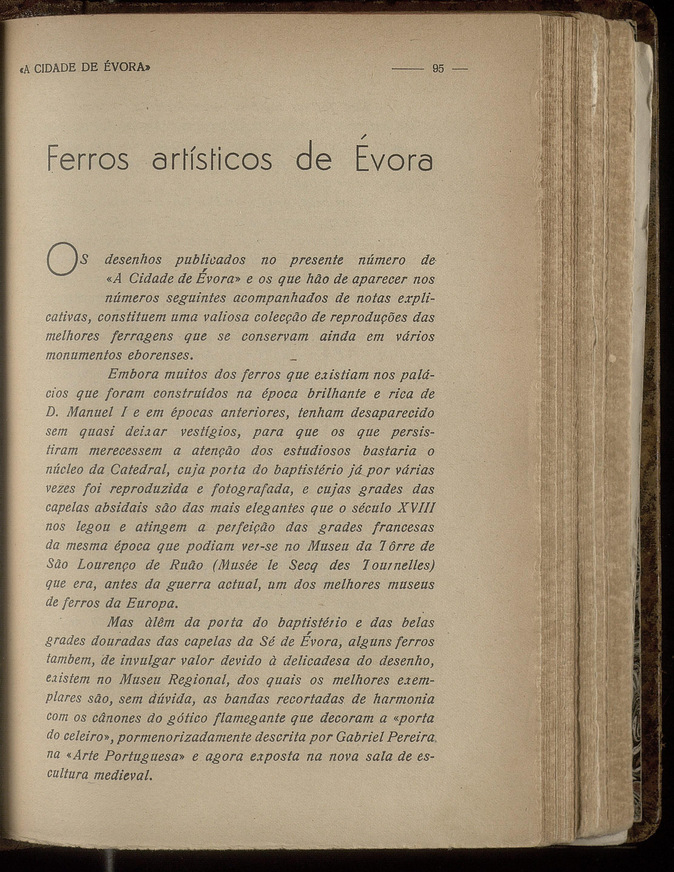 «A CIDADE DE ÉVORA» — 95 —
Ferros artísticos de Évora
Os desenhos publicados no presente número de
«A Cidade de Évora» e os que hão de aparecer nos
números seguintes acompanhados de notas expli-
cativas, constituem uma valiosa colecção de reproduções das
melhores ferragens que se conservam ainda em vários
monumentos eborenses.
Embora muitos dos ferros que existiam nos palá-
cios que foram construídos na época brilhante e rica de
D. Manuel I e em épocas anteriores, tenham desaparecido
sem quasi deixar vestígios, para que os que persis-
tiram merecessem a atenção dos estudiosos bastaria o
núcleo da Catedral, cuja porta do baptistério já por várias
vezes foi reproduzida e fotografada, e cujas grades das
capelas absidais são das mais elegantes que o século XVIII
nos legou e atingem a perfeição das grades francesas
da mesma época que podiam ver-se no Museu da Tôrre de
São Lourenço de Ruão (Musée le Secq des Tournelles)
que era, antes da guerra actual, um dos melhores museus
de ferros da Europa.
Mas àlêm da porta do baptistério e das belas
grades douradas das capelas da Sé de Évora, alguns ferros
tambem, de invulgar valor devido à delicadesa do desenho,
existem no Museu Regional, dos quais os melhores exem-
plares são, sem dúvida, as bandas recortadas de harmonia
com os cânones do gótico flamegante que decoram a «porta
do celeiro», pormenorizadamente descrita por Gabriel Pereira
na «Arte Portuguesa» e agora exposta na nova sala de es-
cultura medieval.